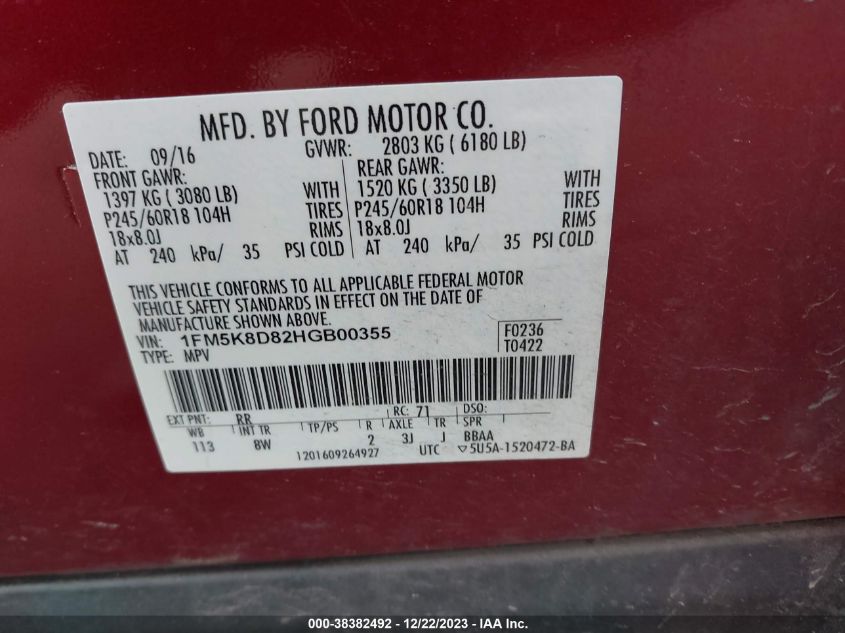 MFD. BY FORD MOTOR CO.
DATE: 09/16 GVWR: 2803 KG ( 6180 LB)
FRONT GAWR: REAR GAWR:
1397 KG ( 3080 LB) WITH 1520 KG ( 3350 LB) WITH
P245/60R18 104H TIRES P245/60R18 104H TIRES
18x8.0J RIMS 18x8.0J RIMS
AT 240 kPa/ 35 PSI COLD AT 240 kPa/ 35 PSI COLD
THIS VEHICLE CONFORMS TO ALL APPLICABLE FEDERAL MOTOR
VEHICLE SAFETY STANDARDS IN EFFECT ON THE DATE OF
MANUFACTURE SHOWN ABOVE.
VIN: 1FM5K8D82HGB00355 F0236
TYPE: MPV T0422
EXT PNT: RR RC: 71 DSO:
WB INT TR TP/PS R AXLE TR SPR
113 8W 2 3J J BBAA
1201609264927 UTC ▽5U5A-1520472-BA
000-38382492 - 12/22/2023 - © IAA Holdings, LLC.